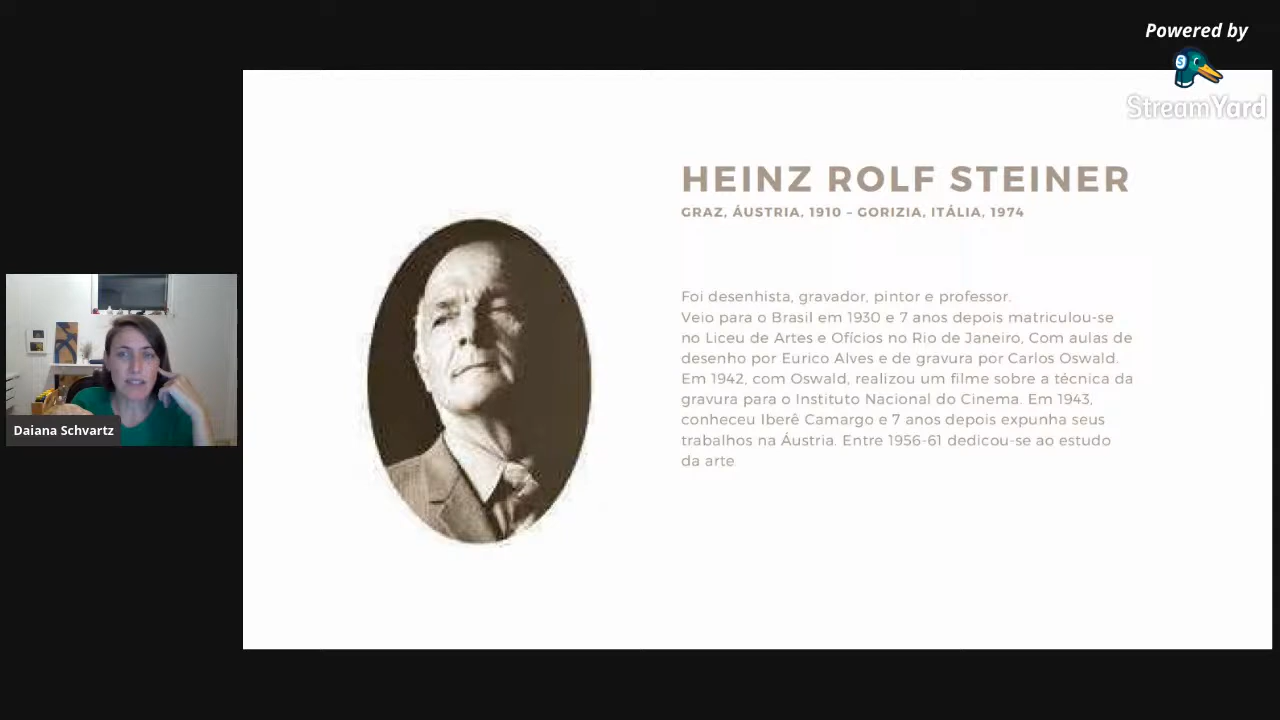 Powered by
StreamYard
HEINZ ROLF STEINER
GRAZ, ÁUSTRIA, 1910 – GORIZIA, ITÁLIA, 1974
Foi desenhista, gravador, pintor e professor.
Veio para o Brasil em 1930 e 7 anos depois matriculou-se
no Liceu de Artes e Ofícios no Rio de Janeiro, Com aulas de
desenho por Eurico Alves e de gravura por Carlos Oswald.
Em 1942, com Oswald, realizou um filme sobre a técnica da
gravura para o Instituto Nacional do Cinema. Em 1943,
conheceu Iberê Camargo e 7 anos depois expunha seus
trabalhos na Áustria. Entre 1956-61 dedicou-se ao estudo
da arte.
Daiana Schvartz